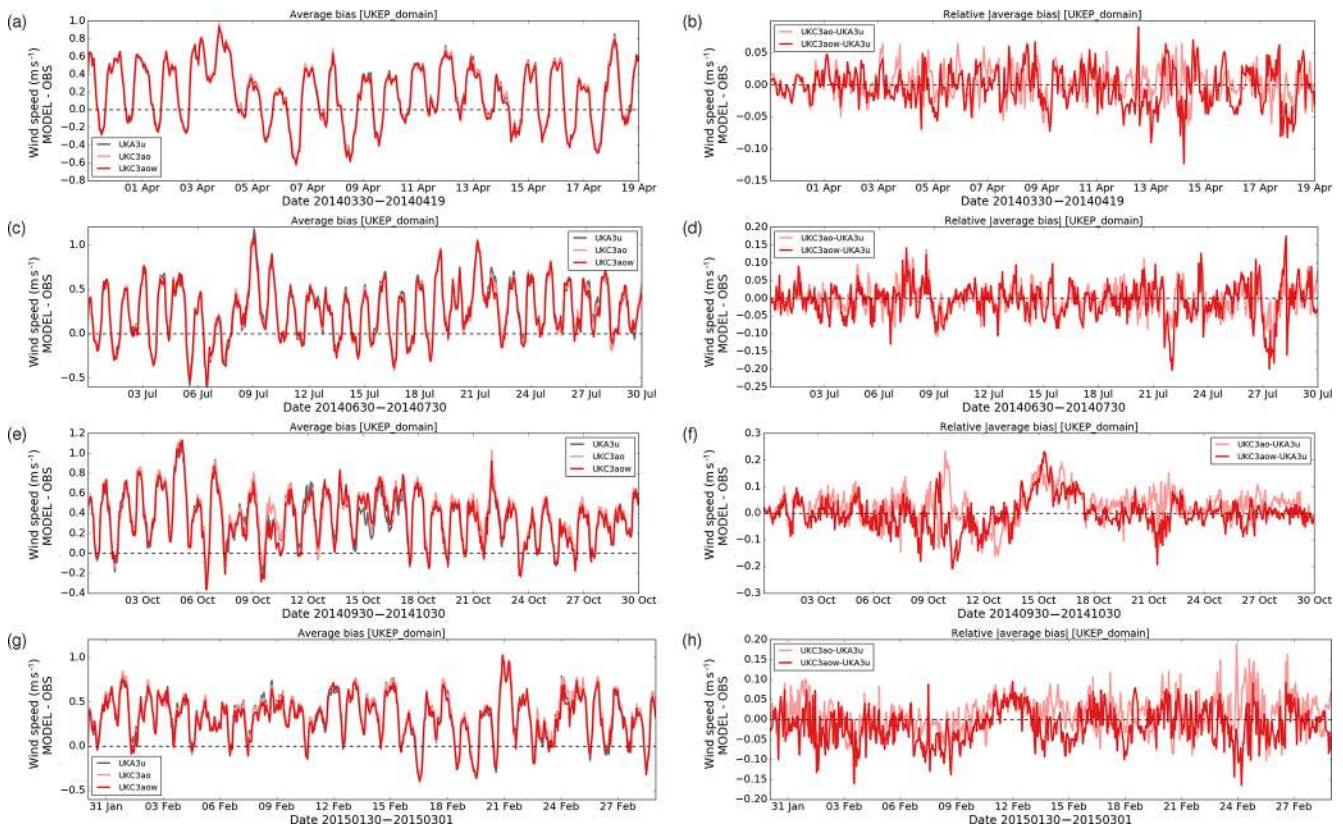 (a)
Average bias [UKEP_domain]
Wind speed (m s⁻¹)
MODEL - OBS
1.0
0.8
0.6
0.4
0.2
0.0
−0.2
−0.4
−0.6
−0.8
UKA3u
UKC3ao
UKC3aow
01 Apr 03 Apr 05 Apr 07 Apr 09 Apr 11 Apr 13 Apr 15 Apr 17 Apr 19 Apr
Date 20140330−20140419
(b)
Relative |average bias| [UKEP_domain]
Wind speed (m s⁻¹)
MODEL - OBS
0.05
0.00
−0.05
−0.10
−0.15
UKC3ao-UKA3u
UKC3aow-UKA3u
01 Apr 03 Apr 05 Apr 07 Apr 09 Apr 11 Apr 13 Apr 15 Apr 17 Apr 19 Apr
Date 20140330−20140419
(c)
Average bias [UKEP_domain]
Wind speed (m s⁻¹)
MODEL - OBS
1.0
0.5
0.0
−0.5
UKA3u
UKC3ao
UKC3aow
03 Jul 06 Jul 09 Jul 12 Jul 15 Jul 18 Jul 21 Jul 24 Jul 27 Jul 30 Jul
Date 20140630−20140730
(d)
Relative |average bias| [UKEP_domain]
Wind speed (m s⁻¹)
MODEL - OBS
0.20
0.15
0.10
0.05
0.00
−0.05
−0.10
−0.15
−0.20
−0.25
UKC3ao-UKA3u
UKC3aow-UKA3u
03 Jul 06 Jul 09 Jul 12 Jul 15 Jul 18 Jul 21 Jul 24 Jul 27 Jul 30 Jul
Date 20140630−20140730
(e)
Average bias [UKEP_domain]
Wind speed (m s⁻¹)
MODEL - OBS
1.2
1.0
0.8
0.6
0.4
0.2
0.0
−0.2
−0.4
UKA3u
UKC3ao
UKC3aow
03 Oct 06 Oct 09 Oct 12 Oct 15 Oct 18 Oct 21 Oct 24 Oct 27 Oct 30 Oct
Date 20140930−20141030
(f)
Relative |average bias| [UKEP_domain]
Wind speed (m s⁻¹)
MODEL - OBS
0.3
0.2
0.1
0.0
−0.1
−0.2
−0.3
UKC3ao-UKA3u
UKC3aow-UKA3u
03 Oct 06 Oct 09 Oct 12 Oct 15 Oct 18 Oct 21 Oct 24 Oct 27 Oct 30 Oct
Date 20140930−20141030
(g)
Average bias [UKEP_domain]
Wind speed (m s⁻¹)
MODEL - OBS
1.0
0.5
0.0
−0.5
UKA3u
UKC3ao
UKC3aow
31 Jan 03 Feb 06 Feb 09 Feb 12 Feb 15 Feb 18 Feb 21 Feb 24 Feb 27 Feb
Date 20150130−20150301
(h)
Relative |average bias| [UKEP_domain]
Wind speed (m s⁻¹)
MODEL - OBS
0.20
0.15
0.10
0.05
0.00
−0.05
−0.10
−0.15
−0.20
UKC3ao-UKA3u
UKC3aow-UKA3u
31 Jan 03 Feb 06 Feb 09 Feb 12 Feb 15 Feb 18 Feb 21 Feb 24 Feb 27 Feb
Date 20150130−20150301